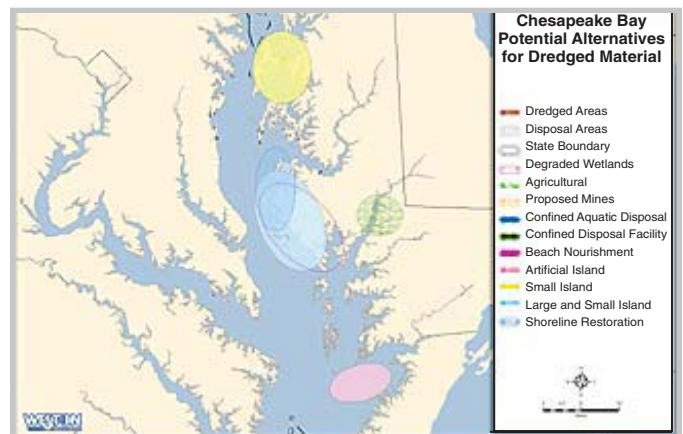 Chesapeake Bay
Potential Alternatives
for Dredged Material
Dredged Areas
Disposal Areas
State Boundary
Degraded Wetlands
Agricultural
Proposed Mines
Confined Aquatic Disposal
Confined Disposal Facility
Beach Nourishment
Artificial Island
Small Island
Large and Small Island
Shoreline Restoration